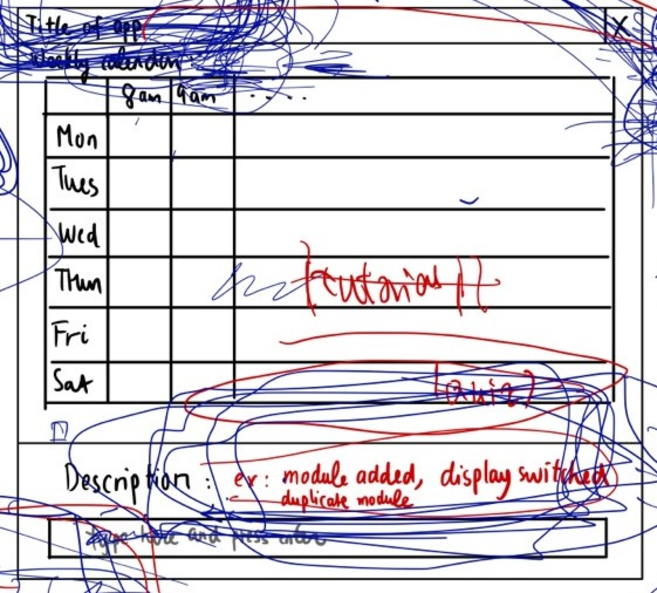 Title of app X
Weekly calendar:
8am 9am ....
Mon
Tues
Wed
Thur
Fri
Sat
[quiz]
Description: ex: module added, display switched
duplicate module
type here and press enter